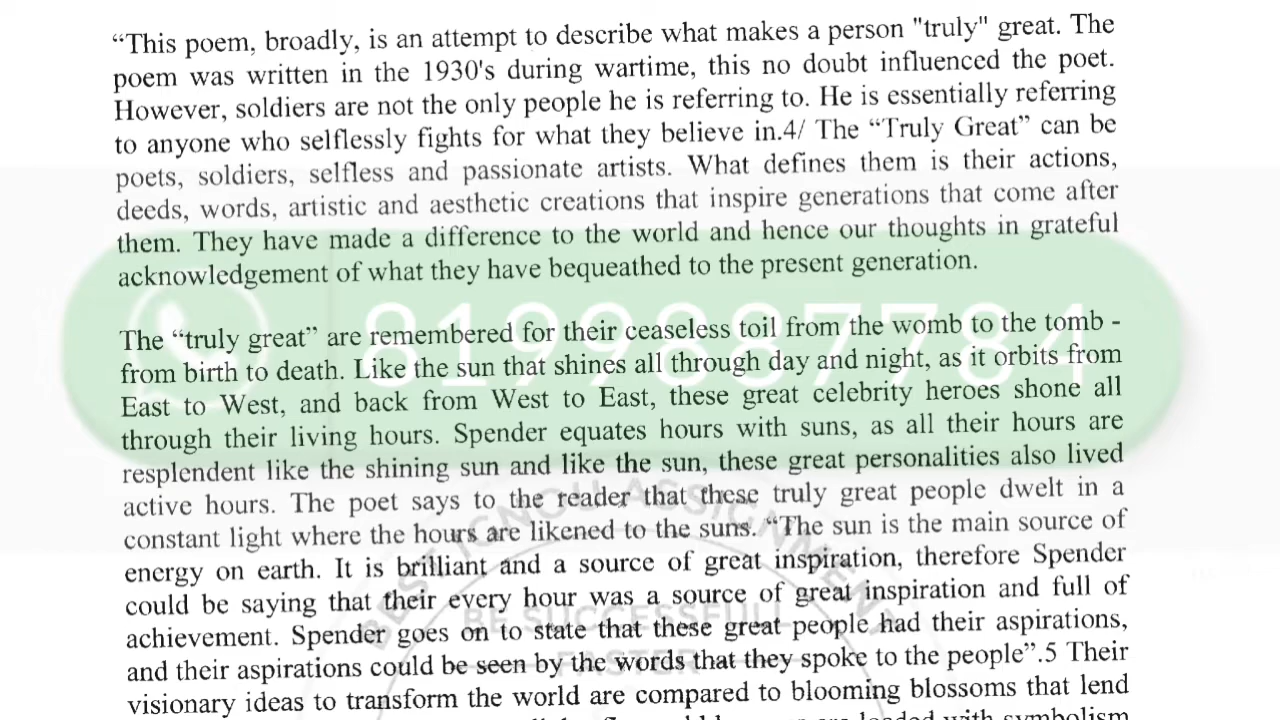 “This poem, broadly, is an attempt to describe what makes a person "truly" great. The
poem was written in the 1930's during wartime, this no doubt influenced the poet.
However, soldiers are not the only people he is referring to. He is essentially referring
to anyone who selflessly fights for what they believe in.4/ The “Truly Great” can be
poets, soldiers, selfless and passionate artists. What defines them is their actions,
deeds, words, artistic and aesthetic creations that inspire generations that come after
them. They have made a difference to the world and hence our thoughts in grateful
acknowledgement of what they have bequeathed to the present generation.
The “truly great” are remembered for their ceaseless toil from the womb to the tomb -
from birth to death. Like the sun that shines all through day and night, as it orbits from
East to West, and back from West to East, these great celebrity heroes shone all
through their living hours. Spender equates hours with suns, as all their hours are
resplendent like the shining sun and like the sun, these great personalities also lived
active hours. The poet says to the reader that these truly great people dwelt in a
constant light where the hours are likened to the suns. “The sun is the main source of
energy on earth. It is brilliant and a source of great inspiration, therefore Spender
could be saying that their every hour was a source of great inspiration and full of
achievement. Spender goes on to state that these great people had their aspirations,
and their aspirations could be seen by the words that they spoke to the people”.5 Their
visionary ideas to transform the world are compared to blooming blossoms that lend
loaded with symbolism
8199887784
BEST IGNOU ASSIGNMENT
BE SUCCESSFULL
FASTER